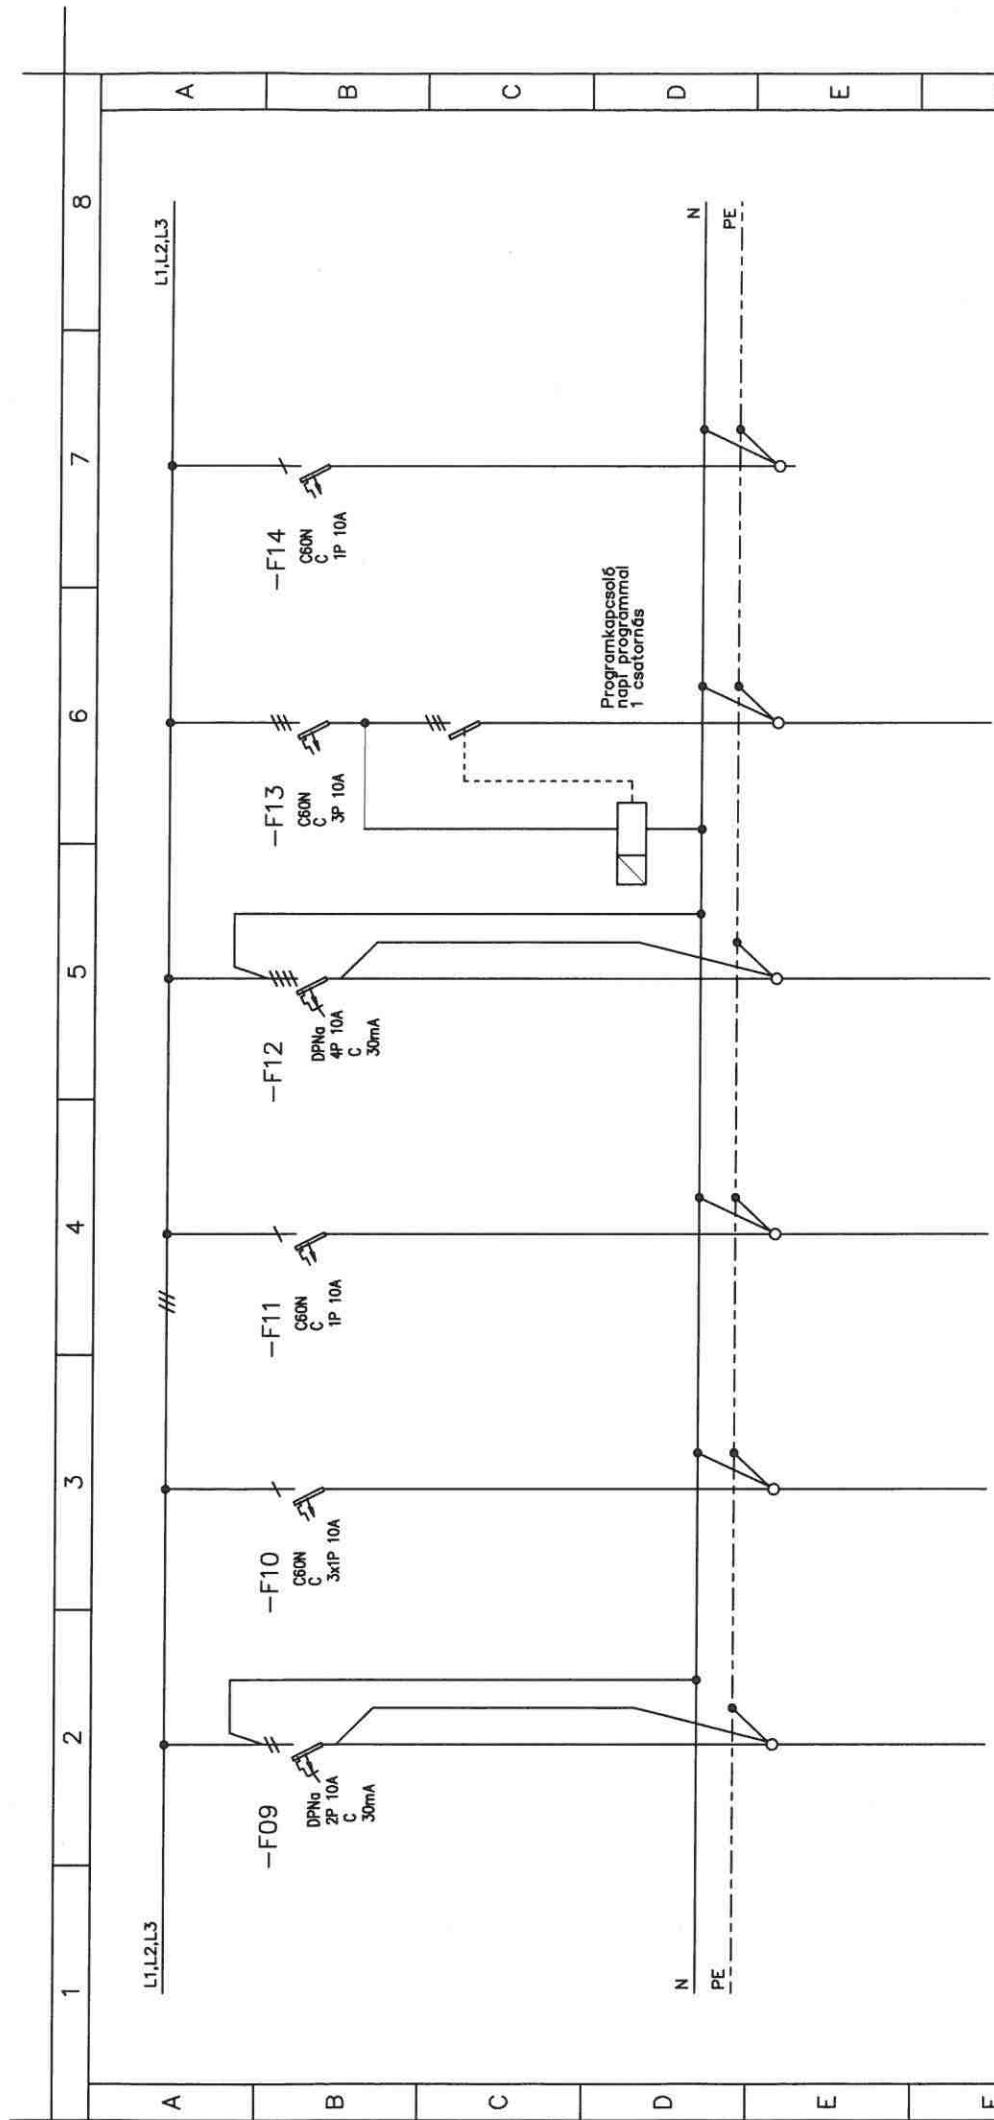 1 2 3 4 5 6 7 8
A
B
C
D
E
A
B
C
D
E
F
L1,L2,L3
L1,L2,L3
—F09
DPNa
2P 10A
C
30mA
—F10
C60N
C
3x1P 10A
—F11
C60N
C
1P 10A
—F12
DPNa
4P 10A
C
30mA
—F13
C60N
C
3P 10A
—F14
C60N
C
1P 10A
Programkapcsoló
napi programmal
1 csatornás
N
PE
N
PE